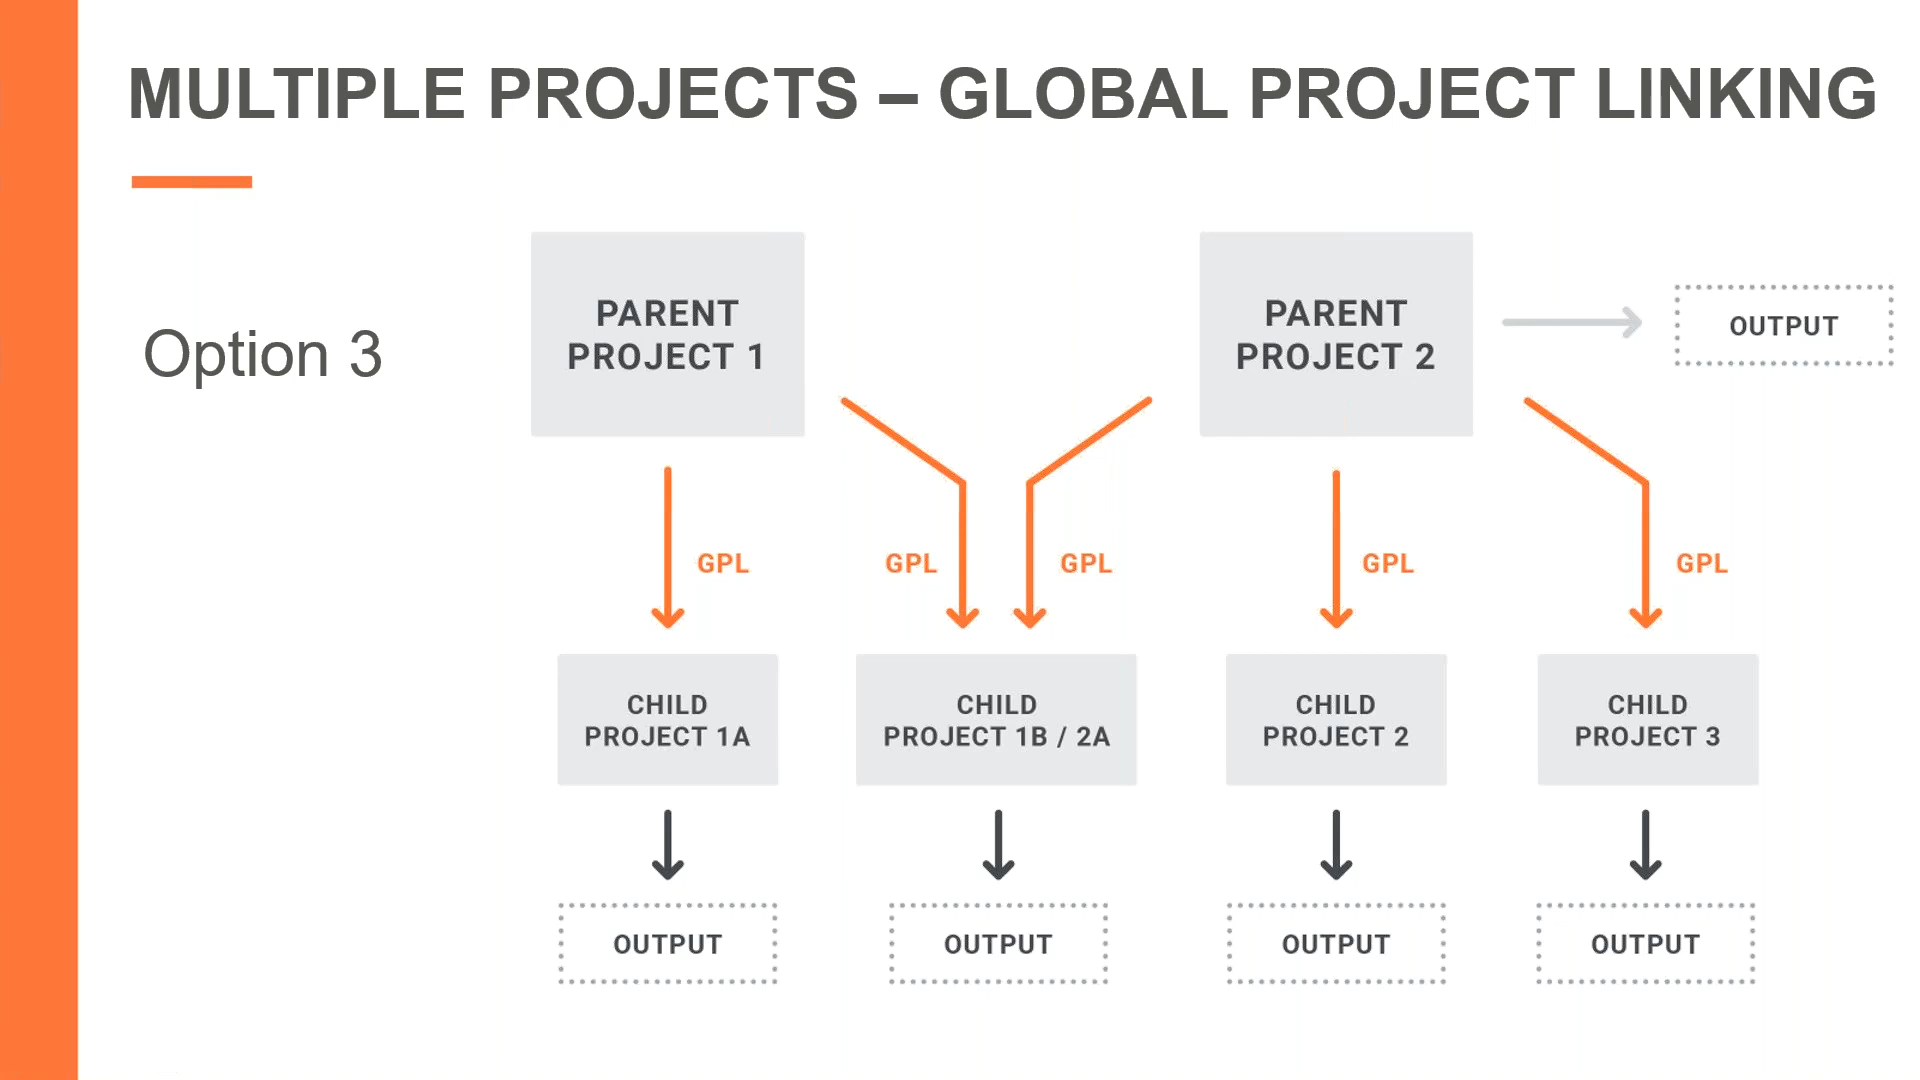 MULTIPLE PROJECTS – GLOBAL PROJECT LINKING
Option 3
PARENT
PROJECT 1
PARENT
PROJECT 2
OUTPUT
GPL
GPL
GPL
GPL
GPL
CHILD
PROJECT 1A
CHILD
PROJECT 1B / 2A
CHILD
PROJECT 2
CHILD
PROJECT 3
OUTPUT
OUTPUT
OUTPUT
OUTPUT